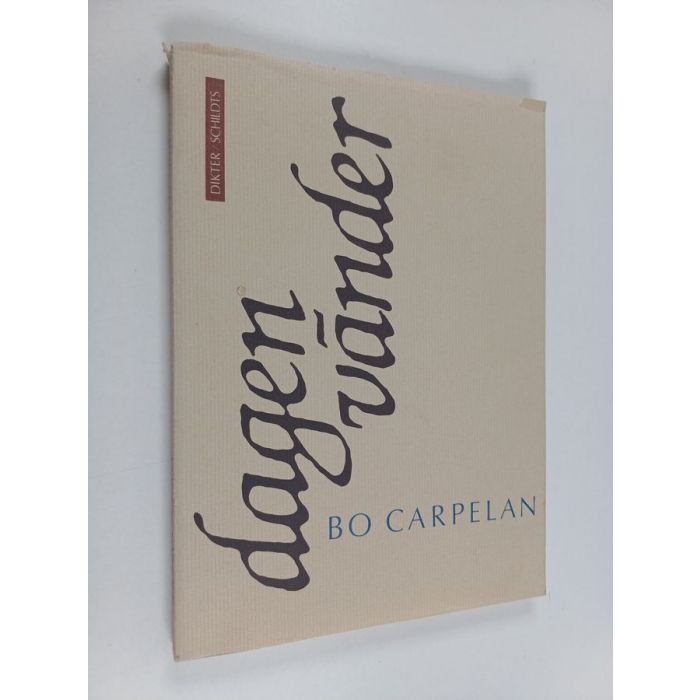 DIKTER / SCHILDTS
dagen
vänder
BO CARPELAN